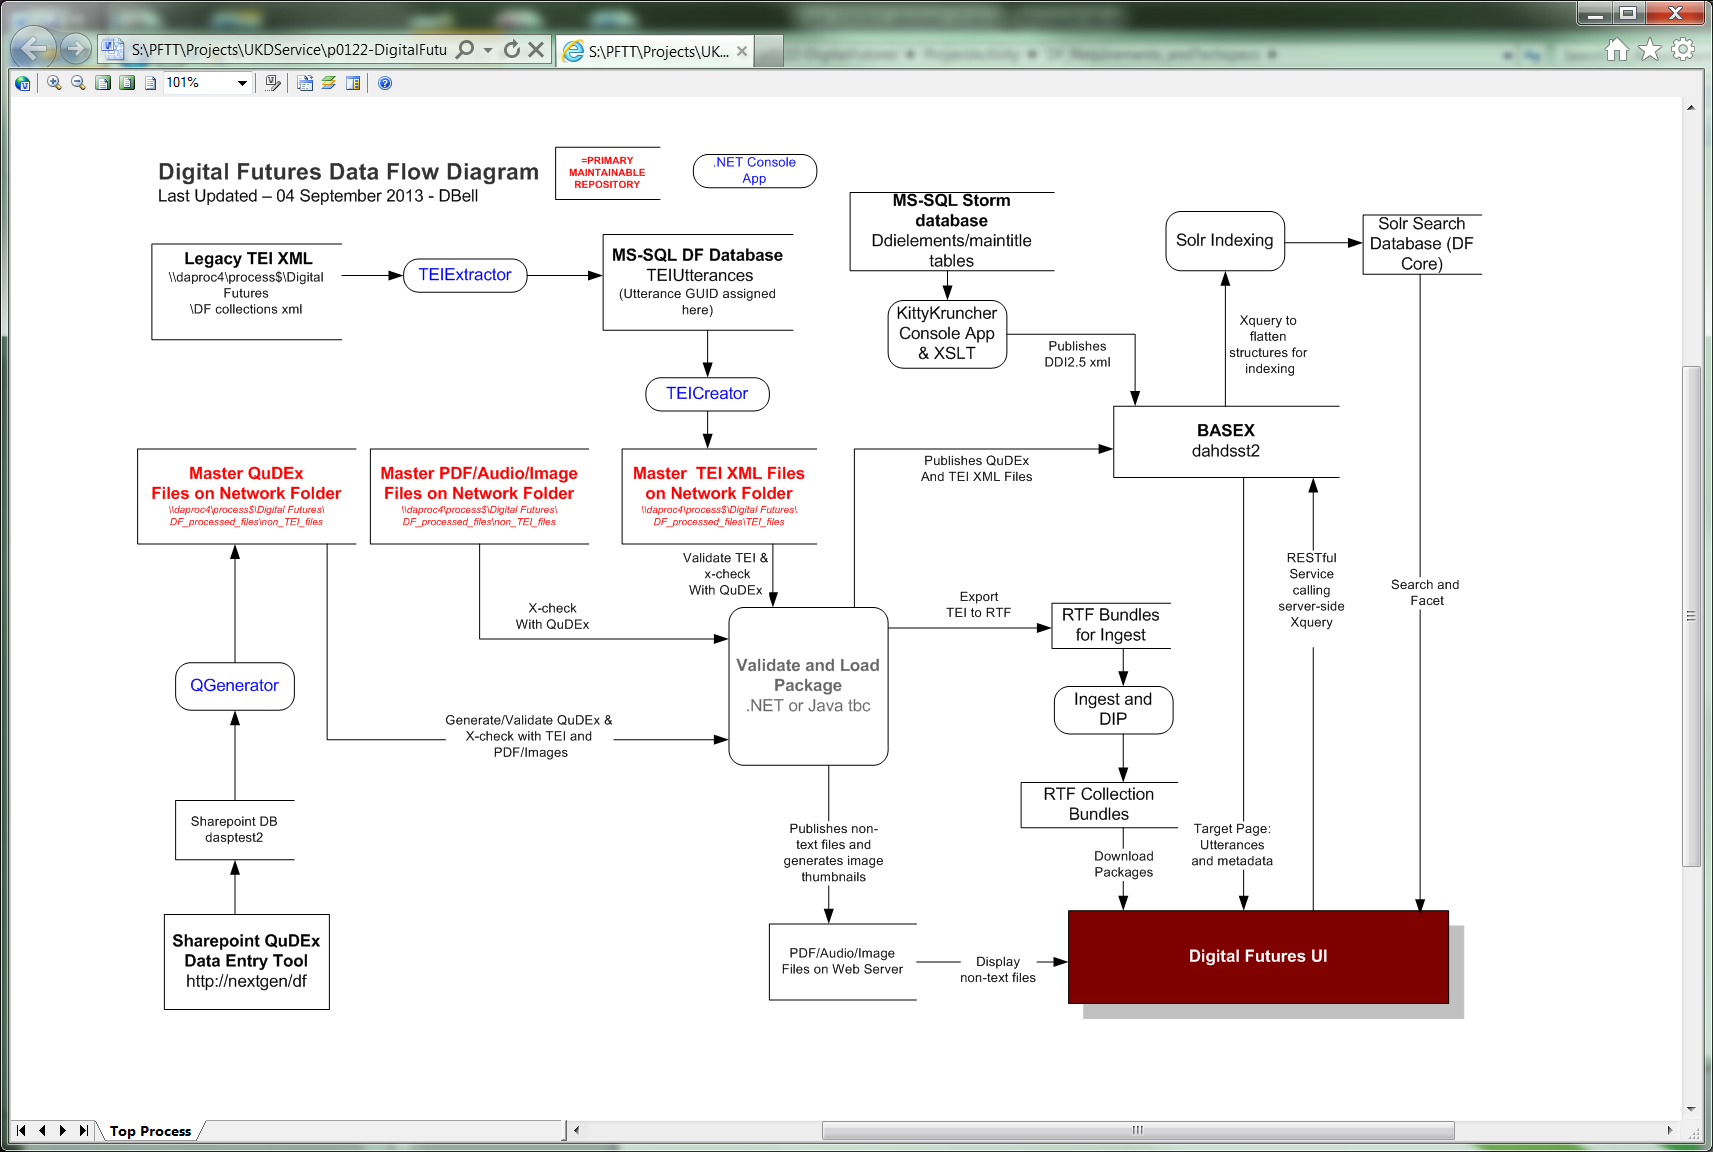 S:\PFTT\Projects\UKDService\p0122-DigitalFutu
S:\PFTT\Projects\UK...
101%
Digital Futures Data Flow Diagram
Last Updated – 04 September 2013 - DBell
=PRIMARY
MAINTAINABLE
REPOSITORY
.NET Console
App
Legacy TEI XML
\\daproc4\process$\Digital
Futures
\DF collections xml
TEIExtractor
MS-SQL DF Database
TEIUtterances
(Utterance GUID assigned
here)
MS-SQL Storm
database
Ddielements/maintitle
tables
Solr Indexing
Solr Search
Database (DF
Core)
KittyKruncher
Console App
& XSLT
Publishes
DDI2.5 xml
Xquery to
flatten
structures for
indexing
TEICreator
BASEX
dahdsst2
Master QuDEx
Files on Network Folder
\\daproc4\process$\Digital Futures\
DF_processed_files\non_TEI_files
Master PDF/Audio/Image
Files on Network Folder
\\daproc4\process$\Digital Futures\
DF_processed_files\non_TEI_files
Master  TEI XML Files
on Network Folder
\\daproc4\process$\Digital Futures\
DF_processed_files\TEI_files
Publishes QuDEx
And TEI XML Files
Validate TEI &
x-check
With QuDEx
X-check
With QuDEx
Export
TEI to RTF
RTF Bundles
for Ingest
RESTful
Service
calling
server-side
Xquery
Search and
Facet
QGenerator
Validate and Load
Package
.NET or Java tbc
Ingest and
DIP
Generate/Validate QuDEx &
X-check with TEI and
PDF/Images
RTF Collection
Bundles
Sharepoint DB
dasptest2
Publishes non-
text files and
generates image
thumbnails
Download
Packages
Target Page:
Utterances
and metadata
Sharepoint QuDEx
Data Entry Tool
http://nextgen/df
PDF/Audio/Image
Files on Web Server
Display
non-text files
Digital Futures UI
Top Process